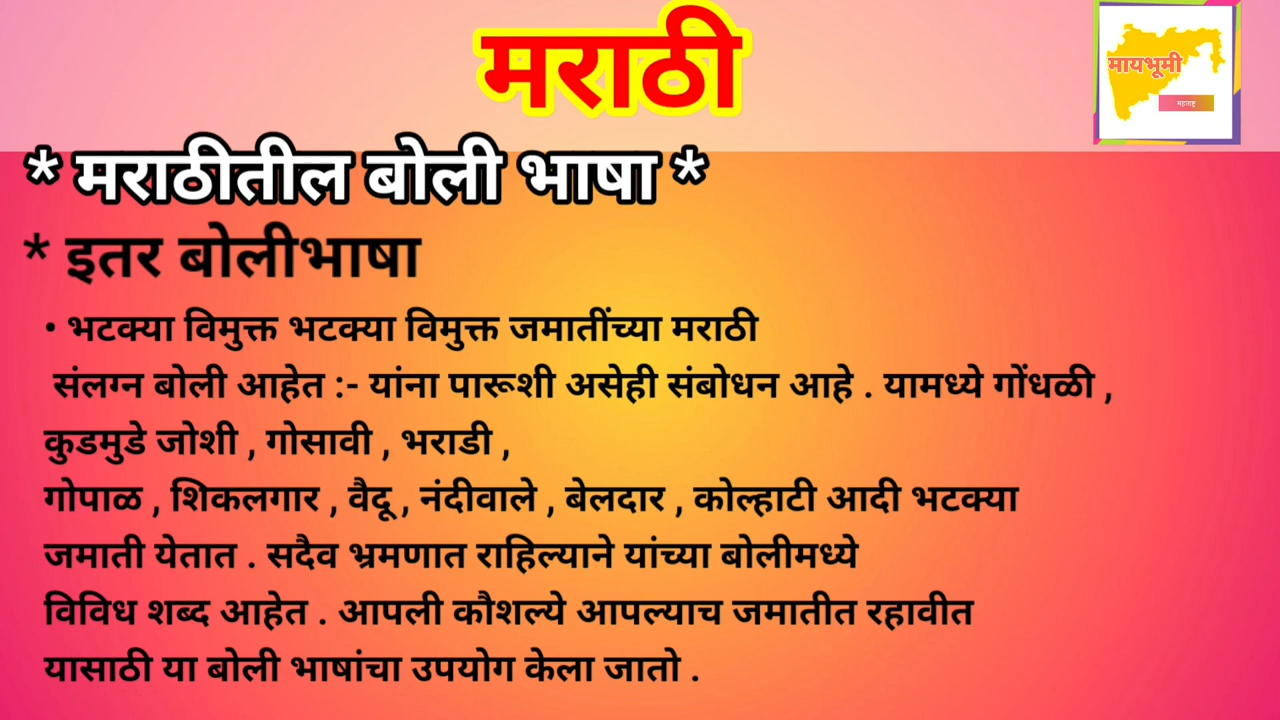 मराठी
मायभूमी
महाराष्ट्र
* मराठीतील बोली भाषा *
* इतर बोलीभाषा
• भटक्या विमुक्त भटक्या विमुक्त जमातींच्या मराठी
संलग्न बोली आहेत :- यांना पारूशी असेही संबोधन आहे . यामध्ये गोंधळी ,
कुडमुडे जोशी , गोसावी , भराडी ,
गोपाळ , शिकलगार , वैदू , नंदीवाले , बेलदार , कोल्हाटी आदी भटक्या
जमाती येतात . सदैव भ्रमणात राहिल्याने यांच्या बोलीमध्ये
विविध शब्द आहेत . आपली कौशल्ये आपल्याच जमातीत रहावीत
यासाठी या बोली भाषांचा उपयोग केला जातो .